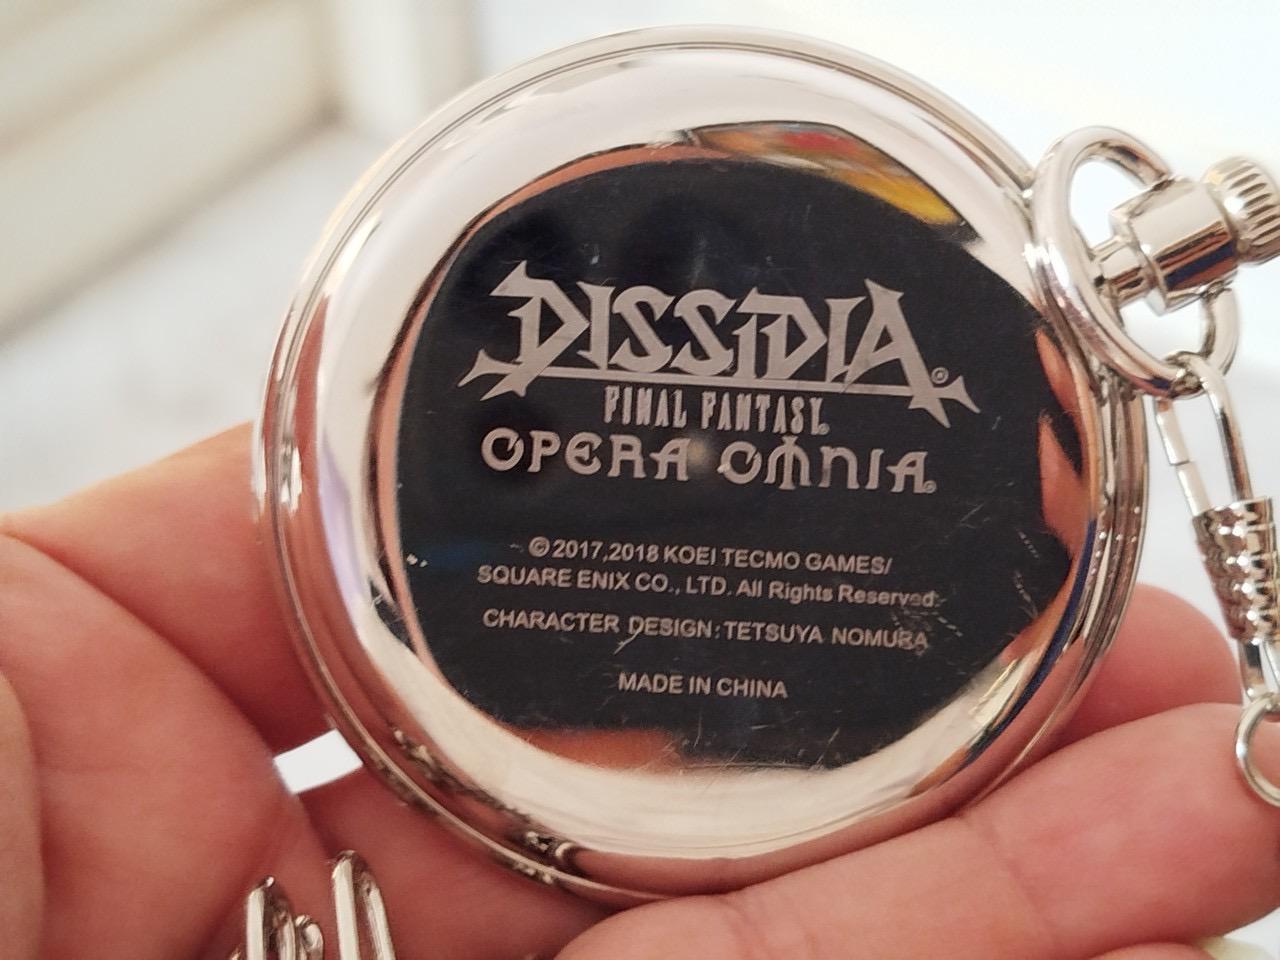 DISSIDIA®
FINAL FANTASY®
OPERA OMNIA®
© 2017,2018 KOEI TECMO GAMES/
SQUARE ENIX CO., LTD. All Rights Reserved.
CHARACTER DESIGN: TETSUYA NOMURA
MADE IN CHINA